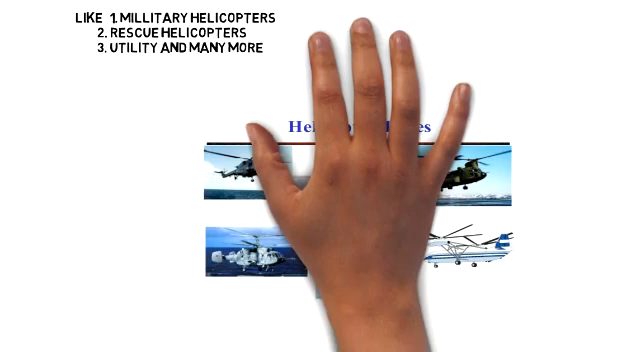 LIKE 1. MILLITARY HELICOPTERS
2. RESCUE HELICOPTERS
3. UTILITY AND MANY MORE